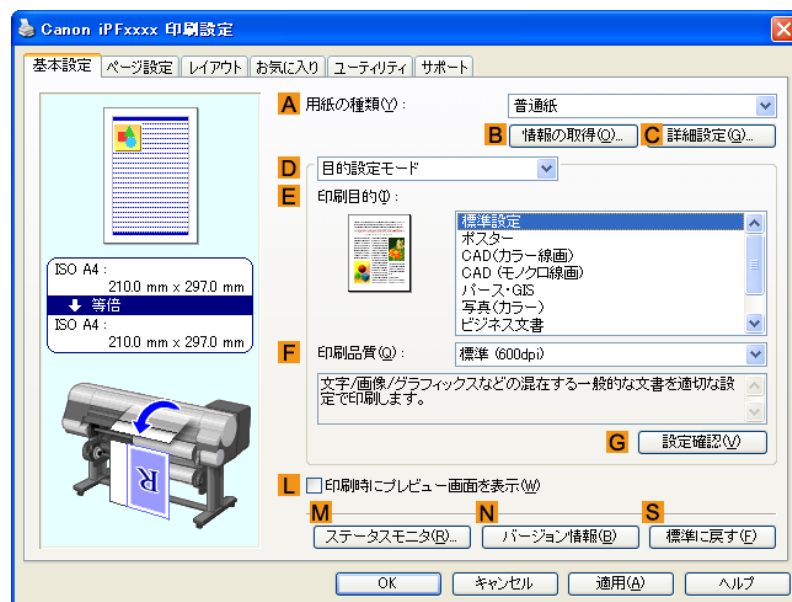 Canon iPFxxxx 印刷設定
基本設定 ページ設定 レイアウト お気に入り ユーティリティ サポート
A 用紙の種類(Y): 普通紙
B 情報の取得(O)... C 詳細設定(G)...
D 目的設定モード
E 印刷目的(I):
標準設定
ポスター
CAD(カラー線画)
CAD (モノクロ線画)
パース・GIS
写真(カラー)
ビジネス文書
ISO A4 :
210.0 mm x 297.0 mm
等倍
ISO A4 :
210.0 mm x 297.0 mm
F 印刷品質(Q): 標準 (600dpi)
文字/画像/グラフィックスなどの混在する一般的な文書を適切な設
定で印刷します。
G 設定確認(V)
R
L 印刷時にプレビュー画面を表示(W)
M N S
ステータスモニタ(R)... バージョン情報(B) 標準に戻す(F)
OK キャンセル 適用(A) ヘルプ